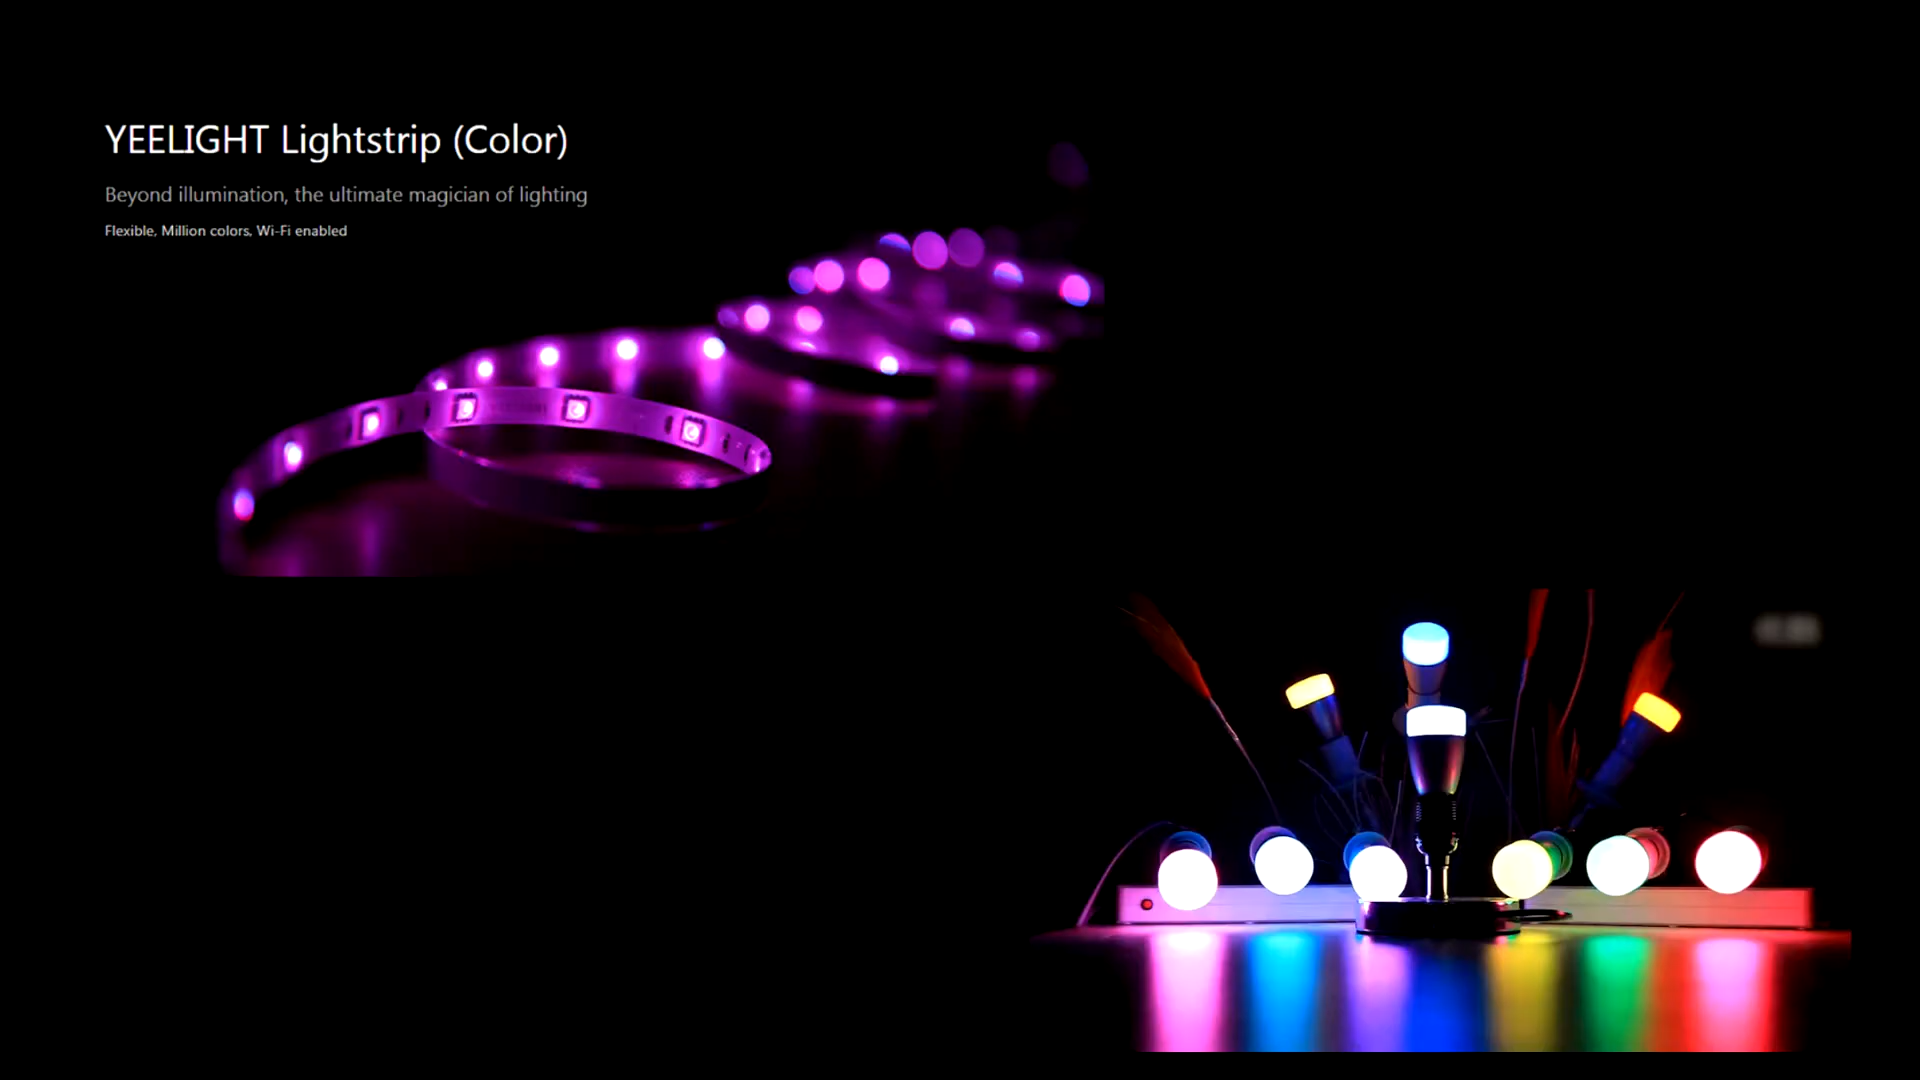 YEELIGHT Lightstrip (Color)
Beyond illumination, the ultimate magician of lighting
Flexible, Million colors, Wi-Fi enabled